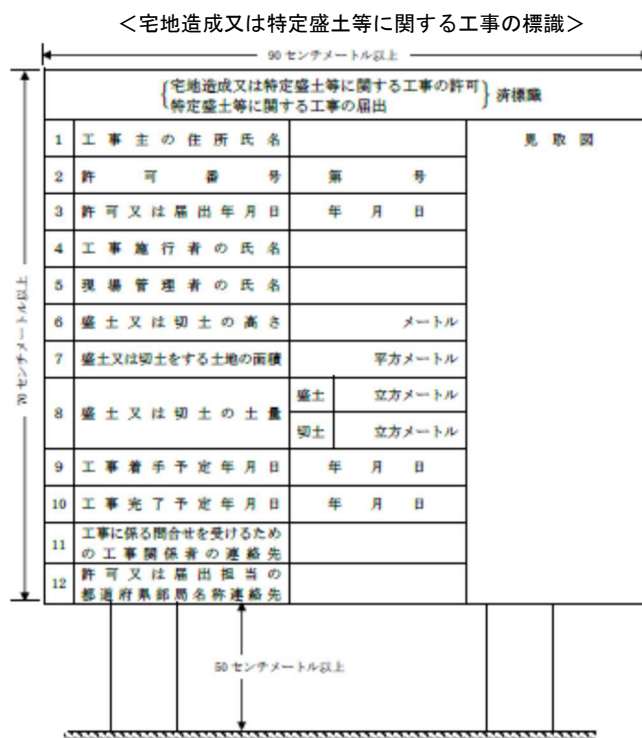 ＜宅地造成又は特定盛土等に関する工事の標識＞
90 センチメートル以上
70 センチメートル以上
宅地造成又は特定盛土等に関する工事の許可
特定盛土等に関する工事の届出
済標識
1 工事主の住所氏名
見取図
2 許可番号 第 号
3 許可又は届出年月日 年 月 日
4 工事施行者の氏名
5 現場管理者の氏名
6 盛土又は切土の高さ メートル
7 盛土又は切土をする土地の面積 平方メートル
8 盛土又は切土の土量
盛土 立方メートル
切土 立方メートル
9 工事着手予定年月日 年 月 日
10 工事完了予定年月日 年 月 日
11 工事に係る問合せを受けるため
の工事関係者の連絡先
12 許可又は届出担当の
都道府県部局名称連絡先
50 センチメートル以上